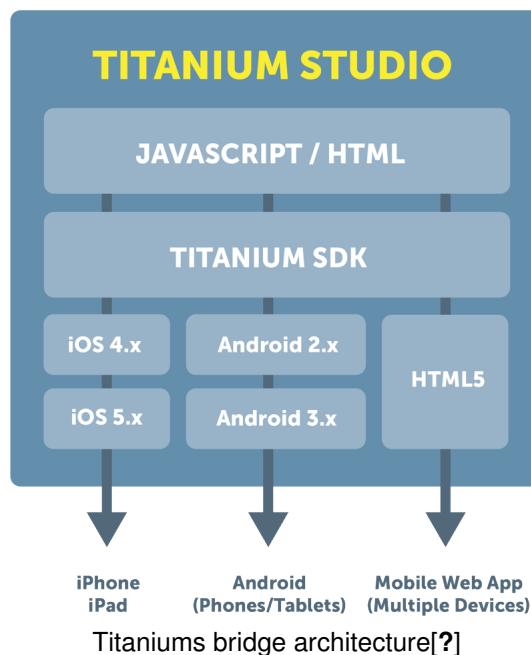 TITANIUM STUDIO
JAVASCRIPT / HTML
TITANIUM SDK
iOS 4.x
Android 2.x
HTML5
iOS 5.x
Android 3.x
iPhone
iPad
Android
(Phones/Tablets)
Mobile Web App
(Multiple Devices)
Titaniums bridge architecture[?]